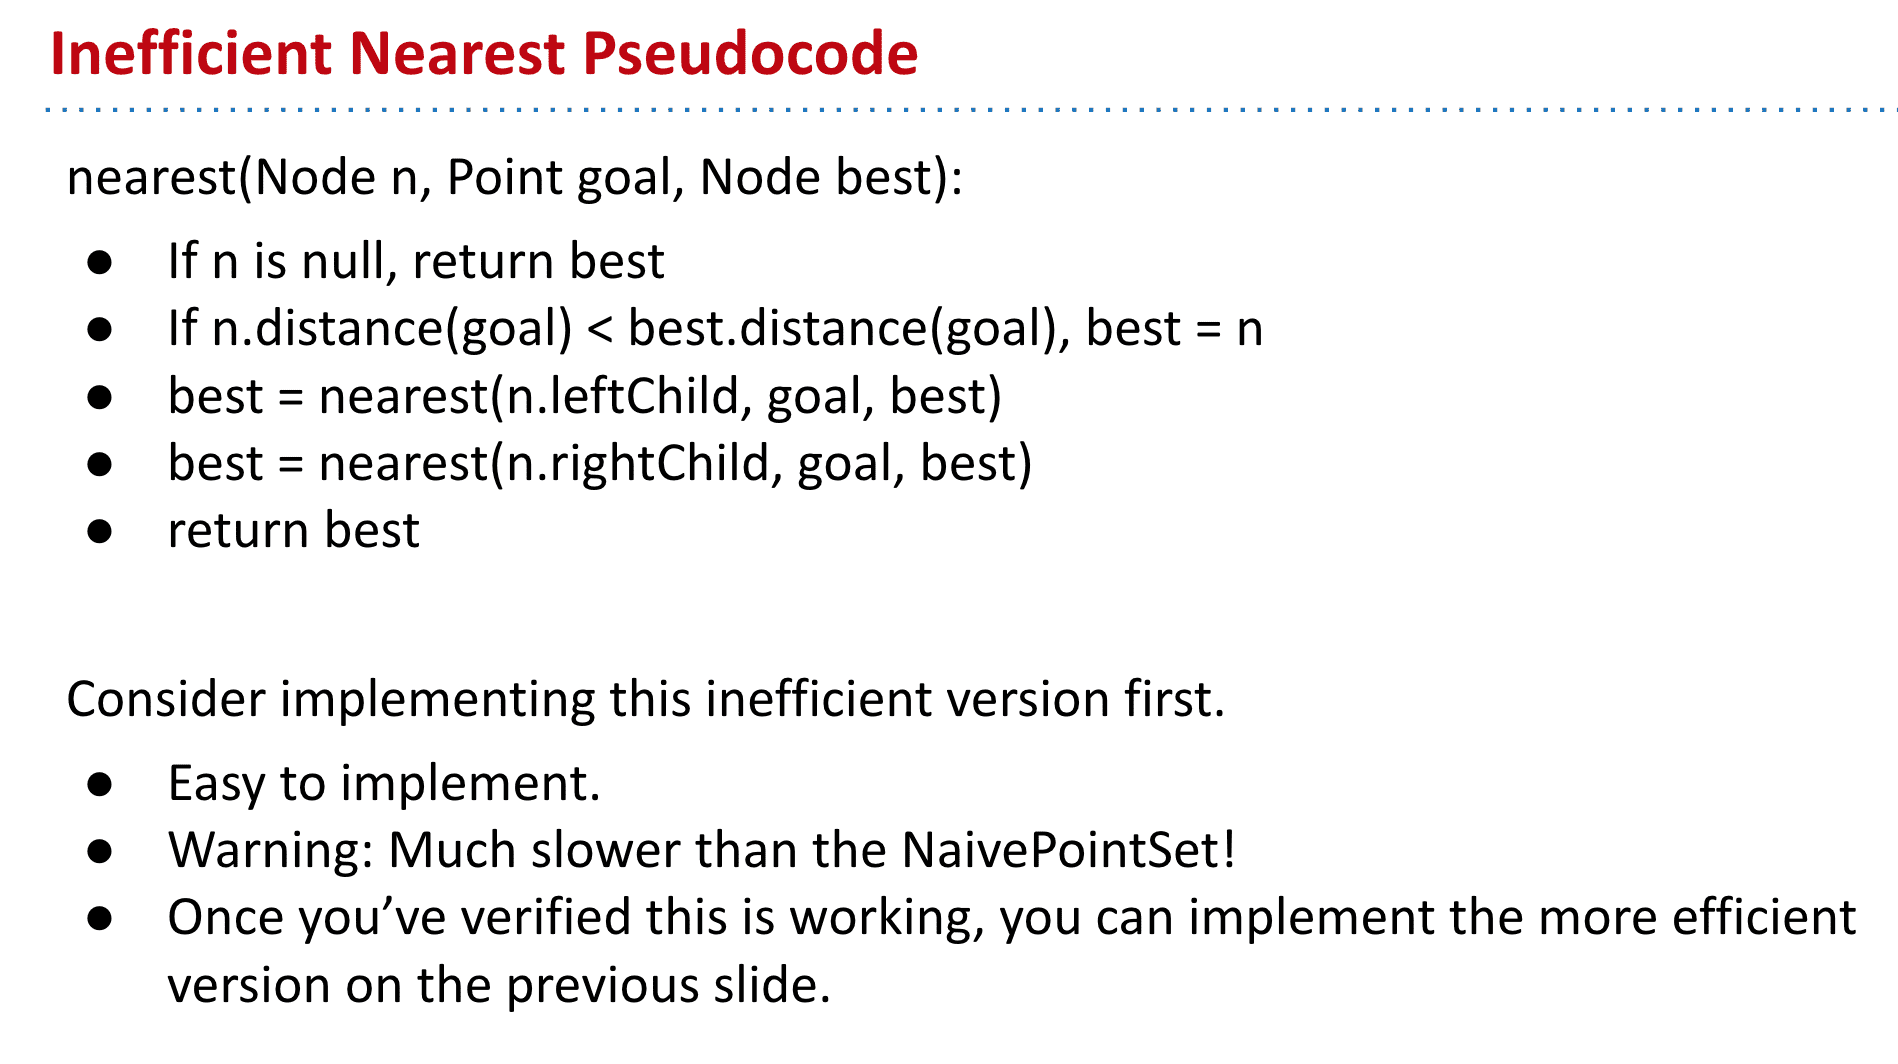 Inefficient Nearest Pseudocode
nearest(Node n, Point goal, Node best):
● If n is null, return best
● If n.distance(goal) < best.distance(goal), best = n
● best = nearest(n.leftChild, goal, best)
● best = nearest(n.rightChild, goal, best)
● return best
Consider implementing this inefficient version first.
● Easy to implement.
● Warning: Much slower than the NaivePointSet!
● Once you’ve verified this is working, you can implement the more efficient
version on the previous slide.